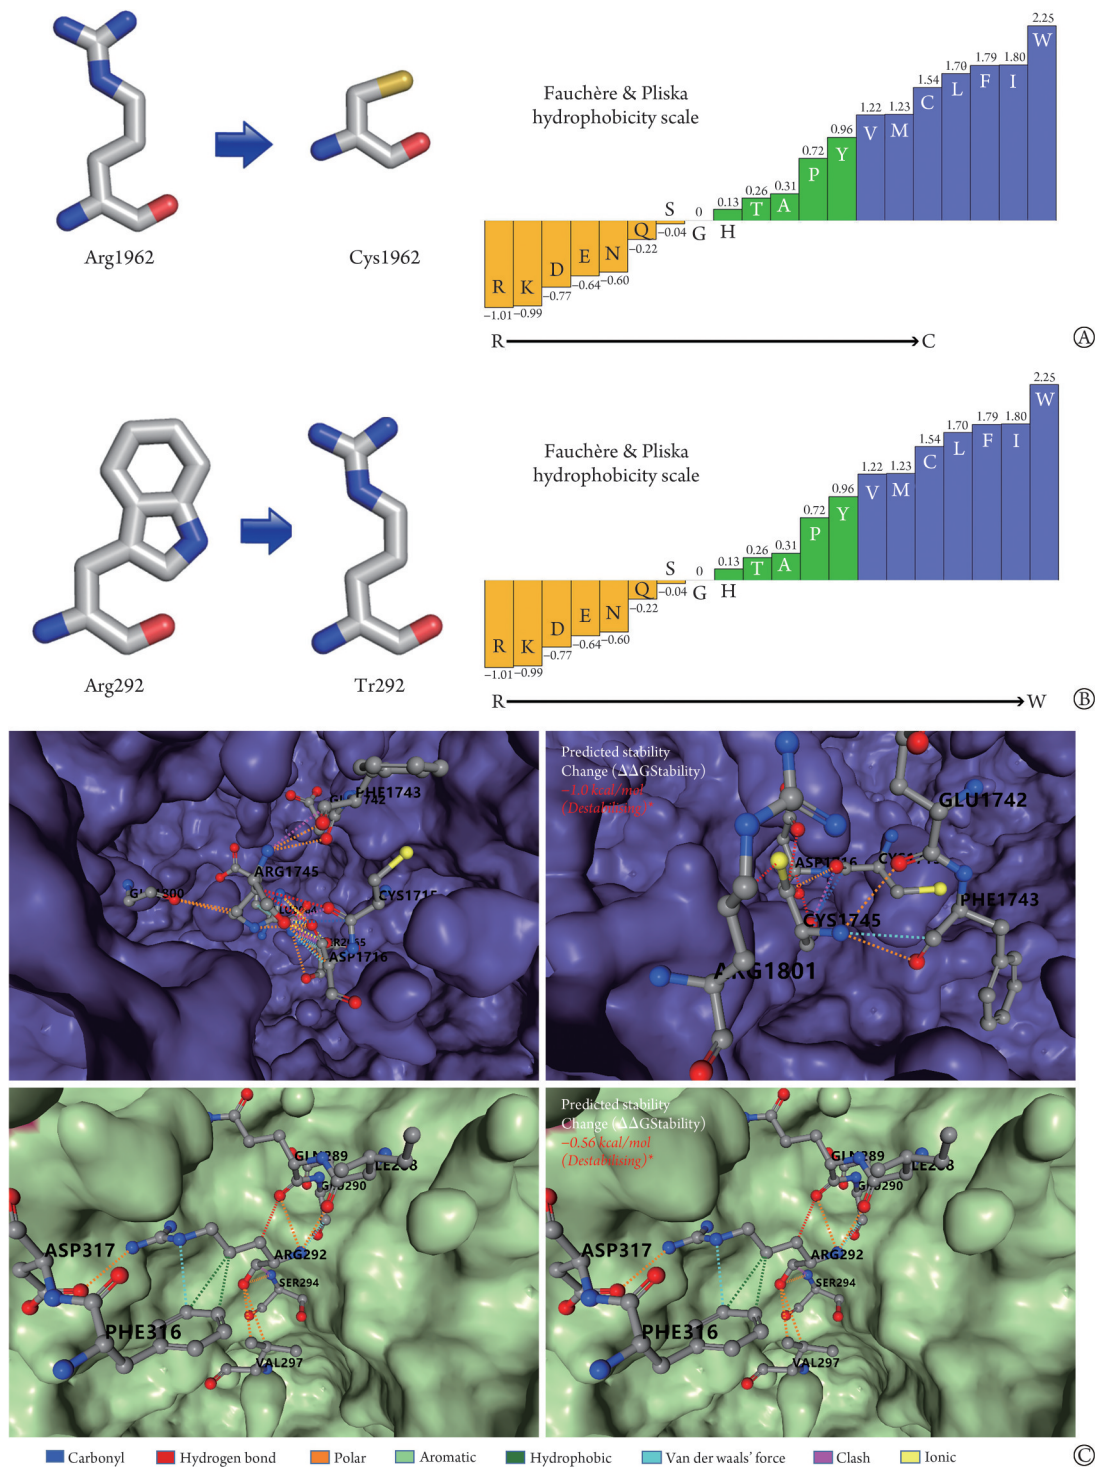 Arg1962
Cys1962
Fauchère & Pliska
hydrophobicity scale
R K D E N Q S G H T A P Y V M C L F I W
−1.01 −0.99 −0.77 −0.64 −0.60 −0.22 −0.04 0 0.13 0.26 0.31 0.72 0.96 1.22 1.23 1.54 1.70 1.79 1.80 2.25
R C
A
Arg292
Tr292
Fauchère & Pliska
hydrophobicity scale
R K D E N Q S G H T A P Y V M C L F I W
−1.01 −0.99 −0.77 −0.64 −0.60 −0.22 −0.04 0 0.13 0.26 0.31 0.72 0.96 1.22 1.23 1.54 1.70 1.79 1.80 2.25
R W
B
PHE1743
ARG1745
CYS1715
ASP1716
Predicted stability
Change (ΔΔGStability)
−1.0 kcal/mol
(Destabilising)*
GLU1742
PHE1743
CYS1745
ARG1801
GLN289
ASP317
ARG292
SER294
PHE316
VAL297
Predicted stability
Change (ΔΔGStability)
−0.56 kcal/mol
(Destabilising)*
GLN289
ASP317
ARG292
SER294
PHE316
VAL297
Carbonyl Hydrogen bond Polar Aromatic Hydrophobic Van der waals' force Clash Ionic
C